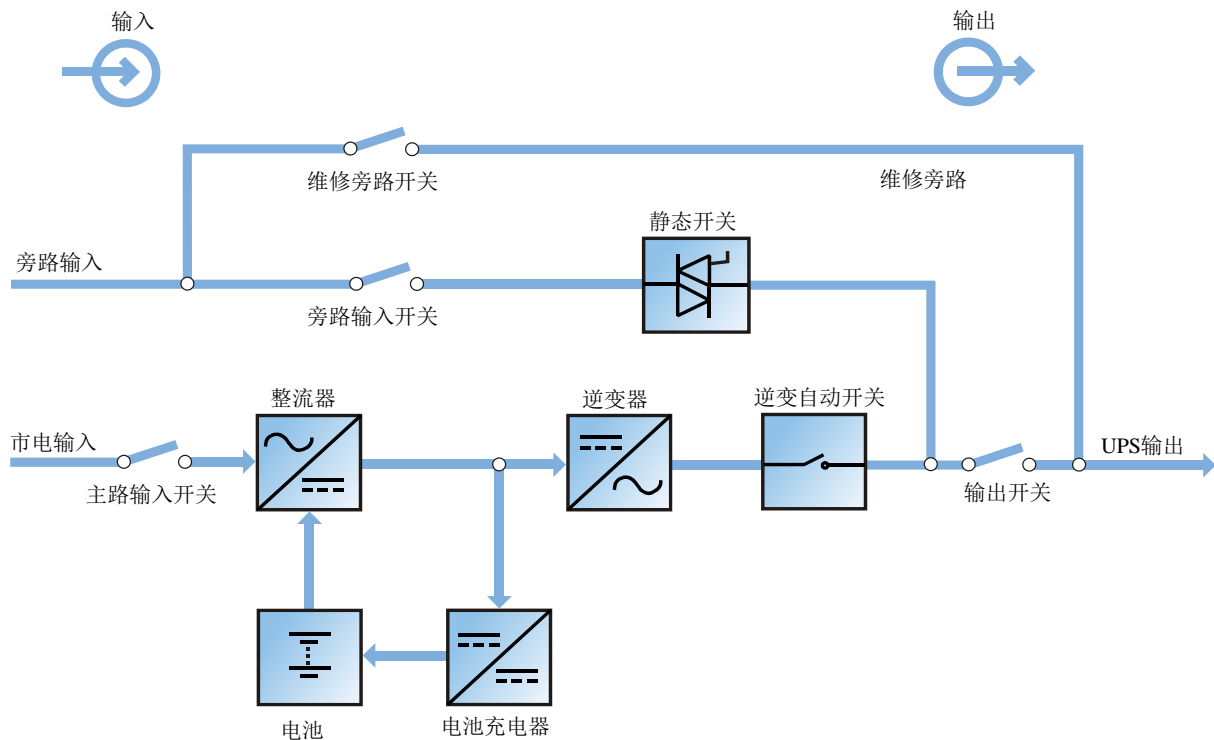 输入
输出
维修旁路开关
维修旁路
静态开关
旁路输入
旁路输入开关
整流器
逆变器
逆变自动开关
市电输入
UPS输出
主路输入开关
输出开关
电池
电池充电器